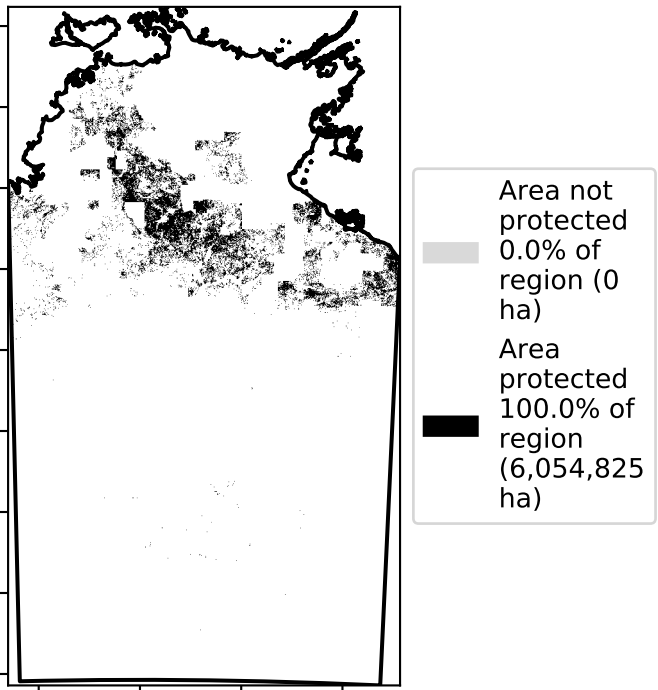 Area not
protected
0.0% of
region (0
ha)
Area
protected
100.0% of
region
(6,054,825
ha)